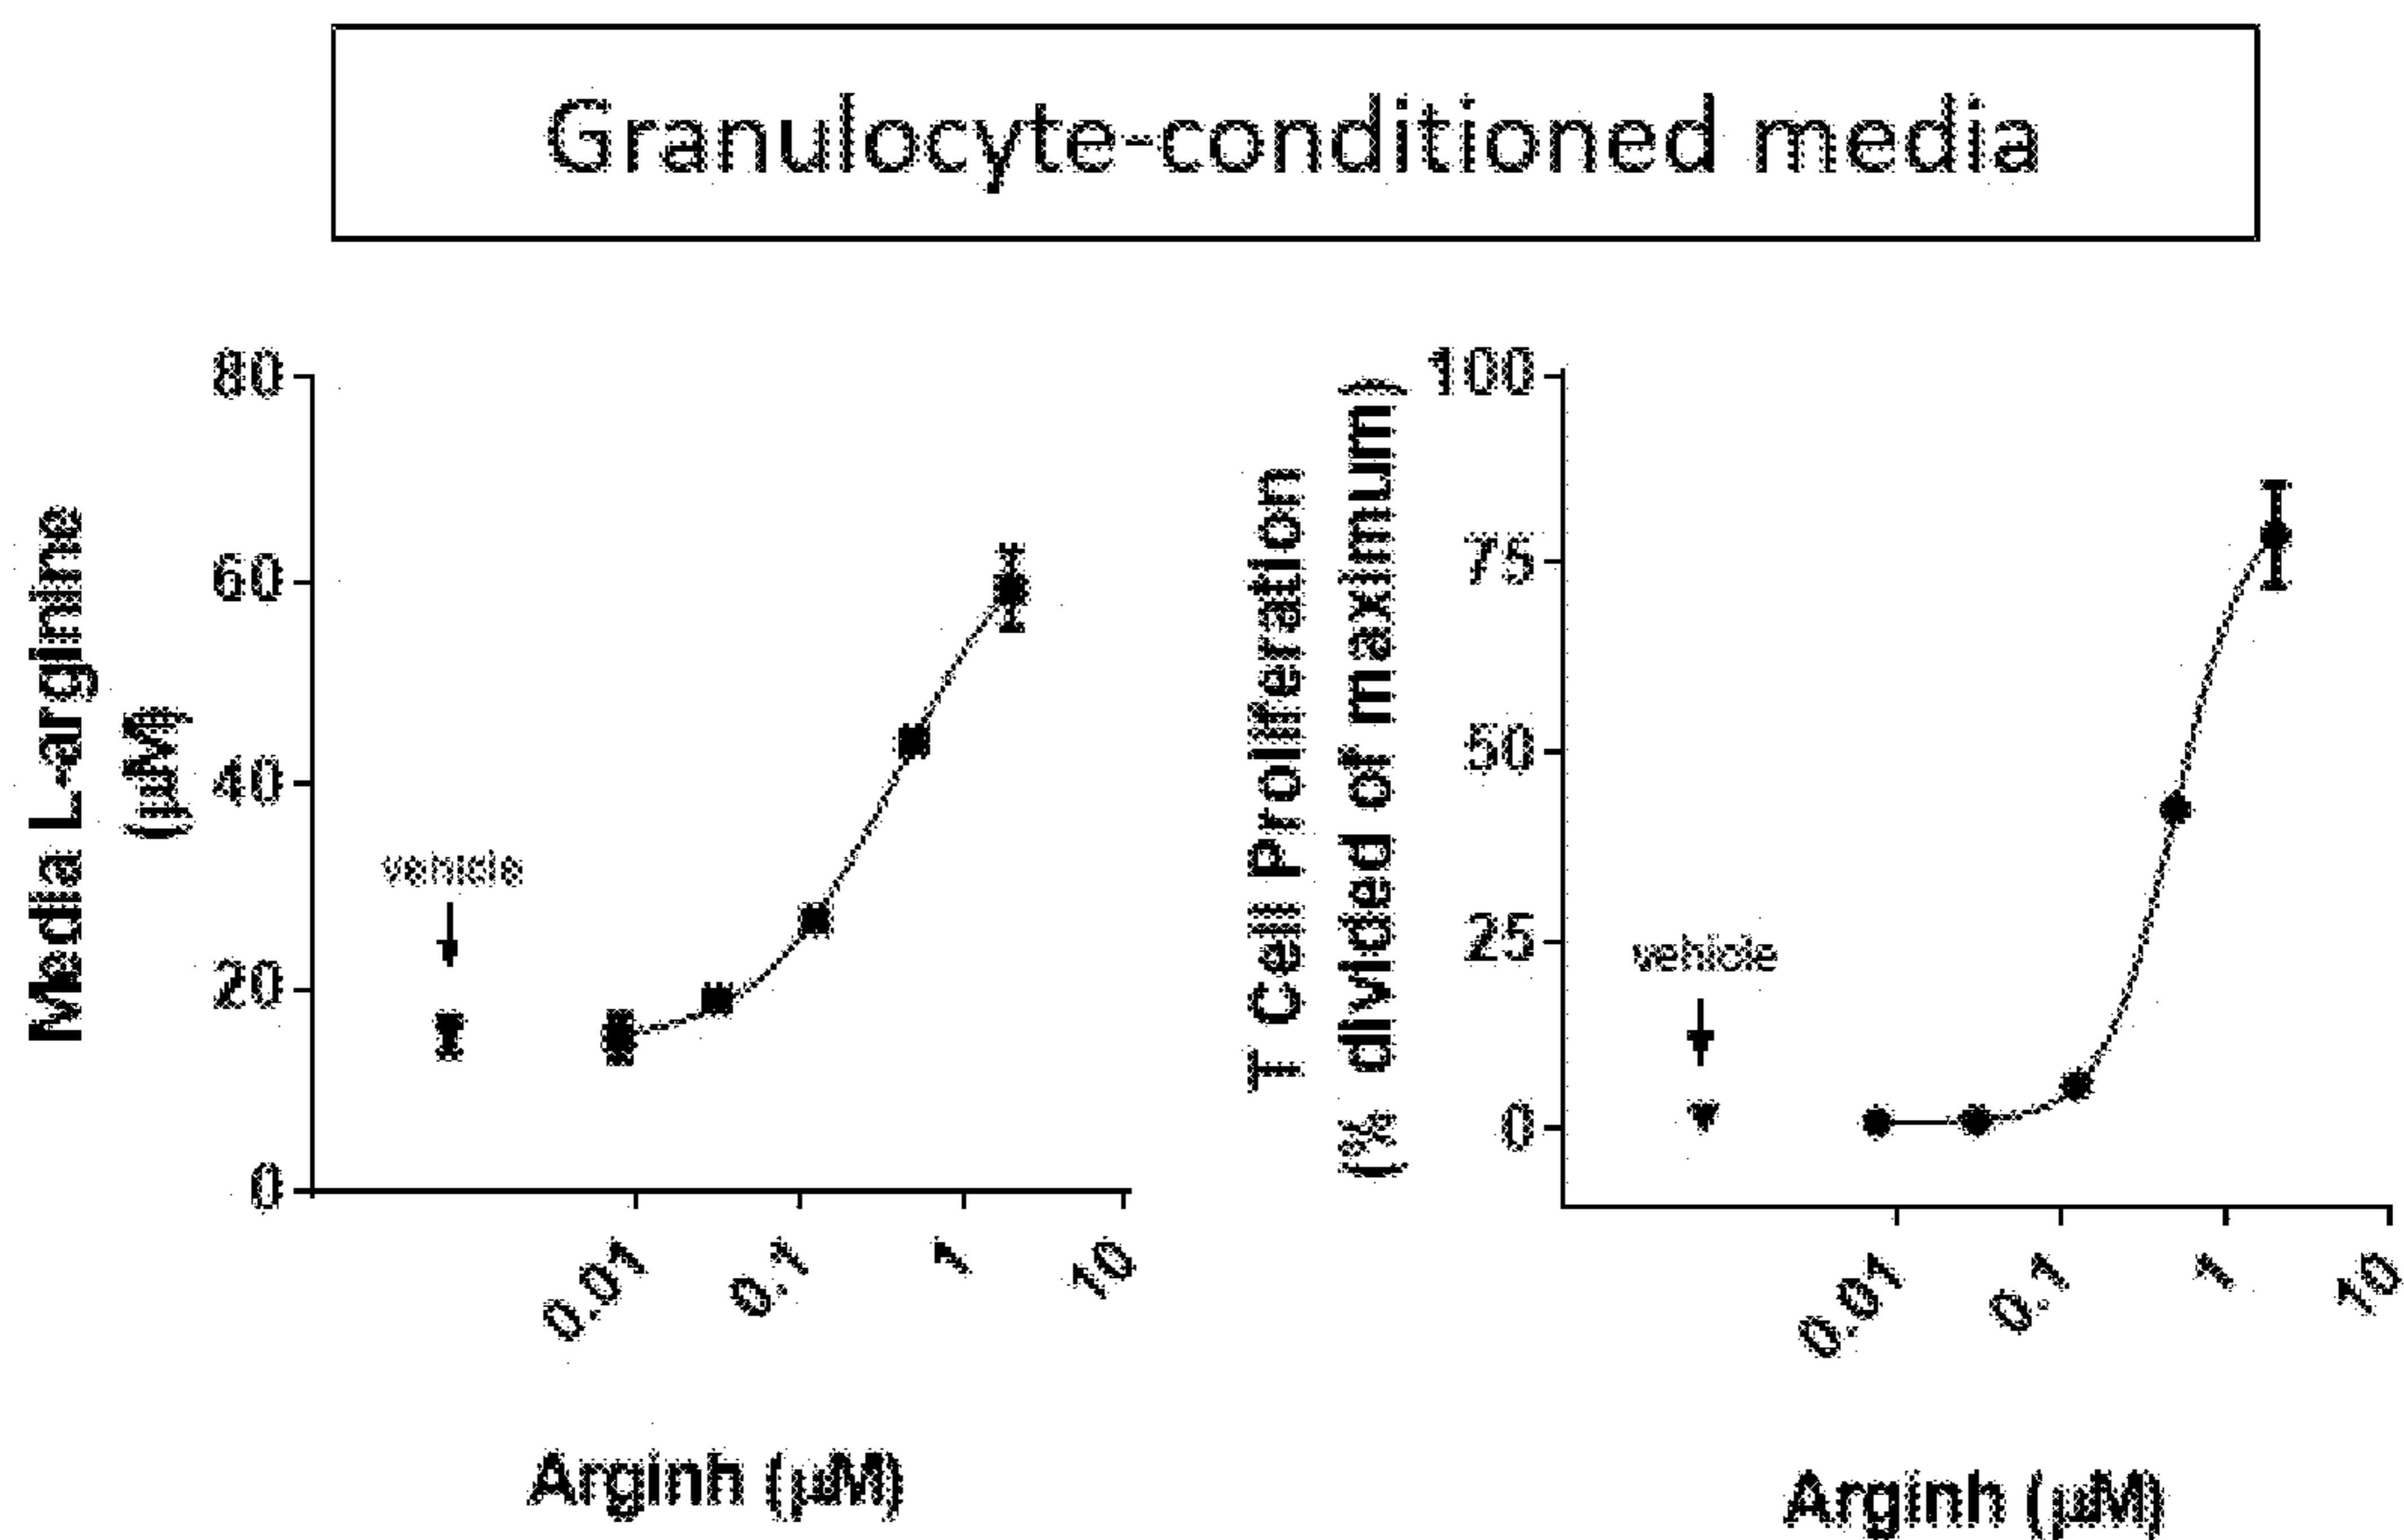 Granulocyte-conditioned media
Media L-arginine
(µM)
80
60
40
20
0
vehicle
0.01
0.1
1
10
Arginh (µM)
T Cell Proliferation
(% divided of maximum)
100
75
50
25
0
vehicle
0.01
0.1
1
10
Arginh (µM)